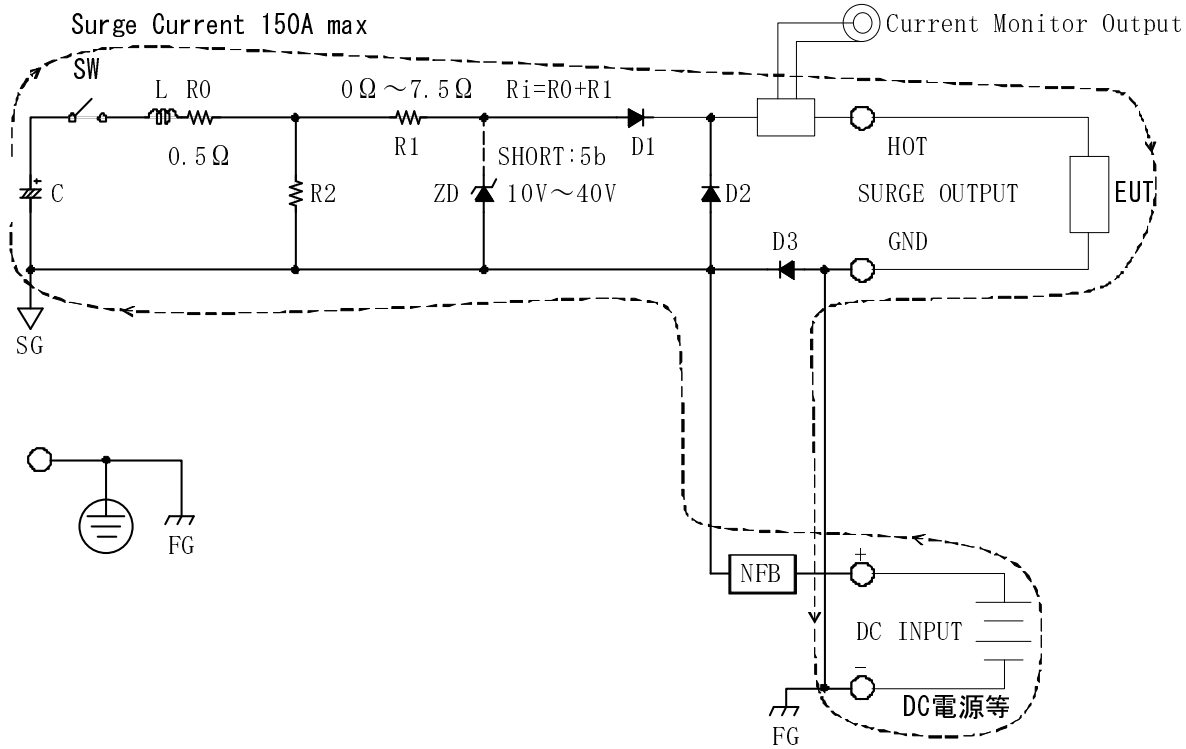 Surge Current 150A max
Current Monitor Output
SW
L R0
0Ω～7.5Ω
Ri=R0+R1
0.5Ω
R1
D1
HOT
SHORT:5b
C
R2
ZD
10V～40V
D2
SURGE OUTPUT
EUT
D3
GND
SG
FG
NFB
+
DC INPUT
−
DC電源等
FG